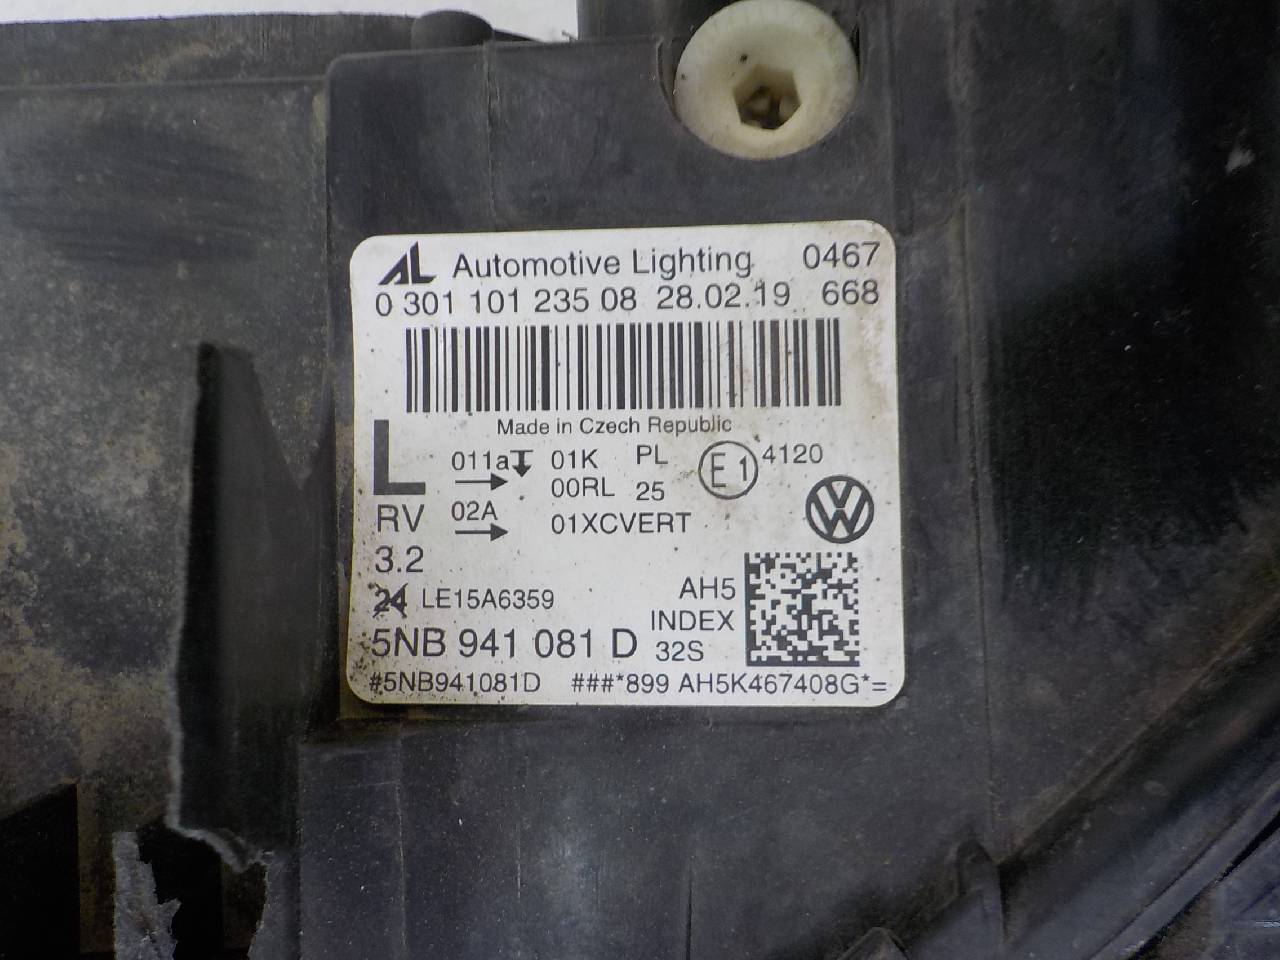 AL Automotive Lighting 0467
0 301 101 235 08 28.02.19 668
Made in Czech Republic
L 011a 01K PL E1 4120
00RL 25
RV 02A 01XCVERT VW
3.2
24 LE15A6359 AH5
INDEX
5NB 941 081 D 32S
#5NB941081D ###*899 AH5K467408G*=